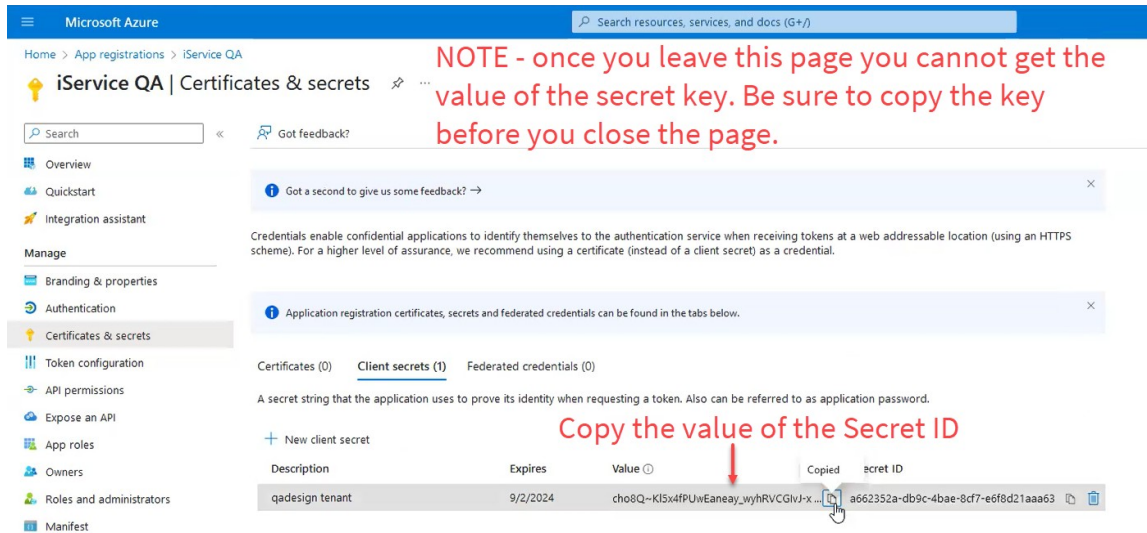 Microsoft Azure
Search resources, services, and docs (G+/)
Home > App registrations > iService QA
iService QA | Certificates & secrets ...
NOTE - once you leave this page you cannot get the
value of the secret key. Be sure to copy the key
before you close the page.
Search «
Got feedback?
Overview
Quickstart
Integration assistant
Manage
Branding & properties
Authentication
Certificates & secrets
Token configuration
API permissions
Expose an API
App roles
Owners
Roles and administrators
Manifest
Got a second to give us some feedback? →
Credentials enable confidential applications to identify themselves to the authentication service when receiving tokens at a web addressable location (using an HTTPS
scheme). For a higher level of assurance, we recommend using a certificate (instead of a client secret) as a credential.
Application registration certificates, secrets and federated credentials can be found in the tabs below.
Certificates (0) Client secrets (1) Federated credentials (0)
A secret string that the application uses to prove its identity when requesting a token. Also can be referred to as application password.
Copy the value of the Secret ID
+ New client secret
Description Expires Value Copied ecret ID
qadesign tenant 9/2/2024 cho8Q~Kl5x4fPUwEaneay_wyhRVCGlvJ-x ... a662352a-db9c-4bae-8cf7-e6f8d21aaa63